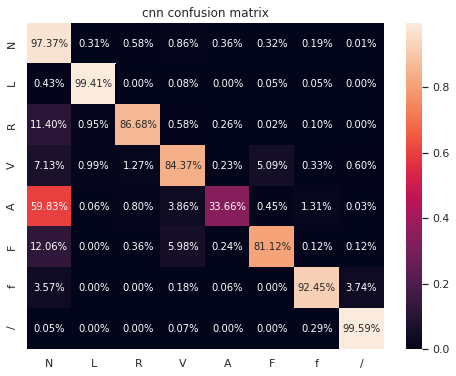 cnn confusion matrix
N 97.37% 0.31% 0.58% 0.86% 0.36% 0.32% 0.19% 0.01%
L 0.43% 99.41% 0.00% 0.08% 0.00% 0.05% 0.05% 0.00%
R 11.40% 0.95% 86.68% 0.58% 0.26% 0.02% 0.10% 0.00%
V 7.13% 0.99% 1.27% 84.37% 0.23% 5.09% 0.33% 0.60%
A 59.83% 0.06% 0.80% 3.86% 33.66% 0.45% 1.31% 0.03%
F 12.06% 0.00% 0.36% 5.98% 0.24% 81.12% 0.12% 0.12%
f 3.57% 0.00% 0.00% 0.18% 0.06% 0.00% 92.45% 3.74%
/ 0.05% 0.00% 0.00% 0.07% 0.00% 0.00% 0.29% 99.59%
N L R V A F f /
0.8
0.6
0.4
0.2
0.0